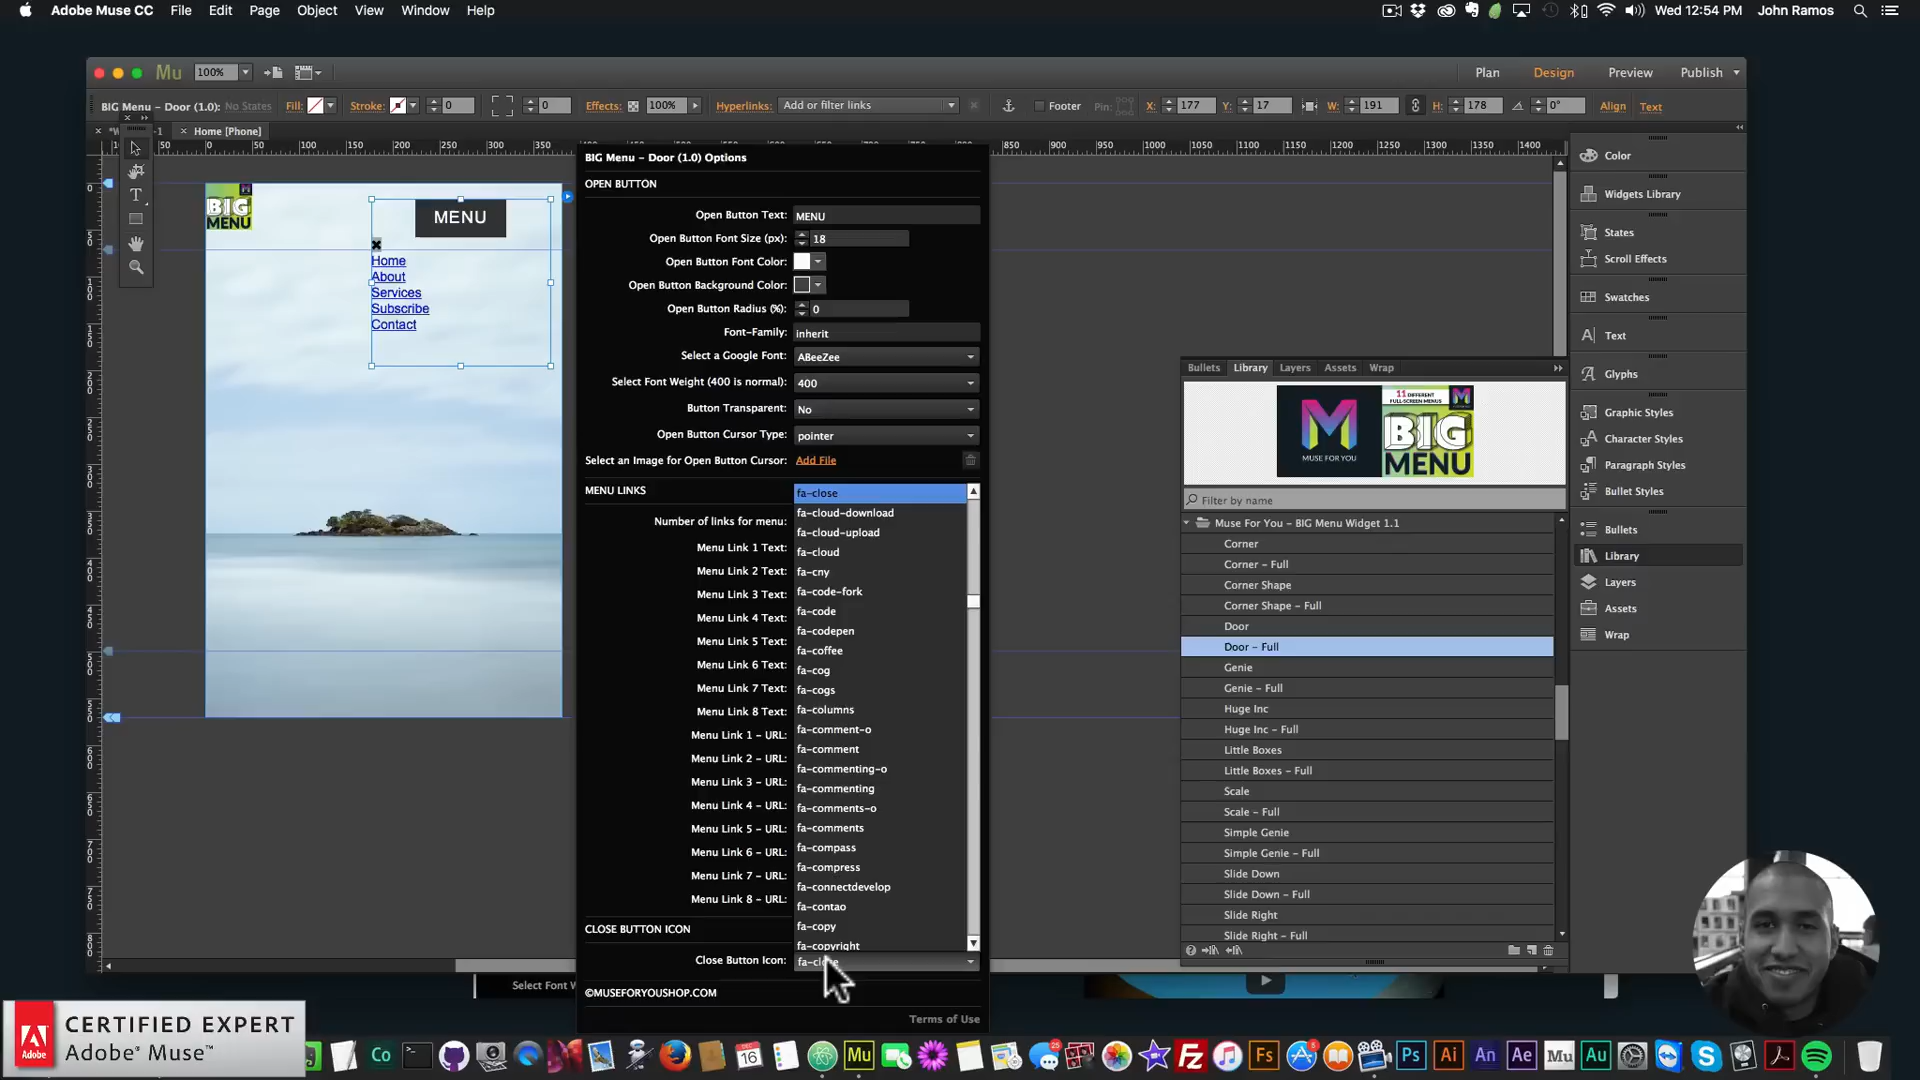 Adobe Muse CC File Edit Page Object View Window Help Wed 12:54 PM John Ramos
Mu 100% Plan Design Preview Publish
BIG Menu – Door (1.0): No States Fill: Stroke: 0 0 Effects: 100% Hyperlinks: Add or filter links Footer Pin: X: 177 Y: 17 W: 191 H: 178 0° Align Text
Home [Phone]
BIG MENU
MENU
Home
About
Services
Subscribe
Contact
BIG Menu – Door (1.0) Options
OPEN BUTTON
Open Button Text: MENU
Open Button Font Size (px): 18
Open Button Font Color:
Open Button Background Color:
Open Button Radius (%): 0
Font-Family: inherit
Select a Google Font: ABeeZee
Select Font Weight (400 is normal): 400
Button Transparent: No
Open Button Cursor Type: pointer
Select an Image for Open Button Cursor: Add File
MENU LINKS
Number of links for menu:
Menu Link 1 Text:
Menu Link 2 Text:
Menu Link 3 Text:
Menu Link 4 Text:
Menu Link 5 Text:
Menu Link 6 Text:
Menu Link 7 Text:
Menu Link 8 Text:
Menu Link 1 – URL:
Menu Link 2 – URL:
Menu Link 3 – URL:
Menu Link 4 – URL:
Menu Link 5 – URL:
Menu Link 6 – URL:
Menu Link 7 – URL:
Menu Link 8 – URL:
fa-close
fa-cloud-download
fa-cloud-upload
fa-cloud
fa-cny
fa-code-fork
fa-code
fa-codepen
fa-coffee
fa-cog
fa-cogs
fa-columns
fa-comment-o
fa-comment
fa-commenting-o
fa-commenting
fa-comments-o
fa-comments
fa-compass
fa-compress
fa-connectdevelop
fa-contao
fa-copy
fa-copyright
CLOSE BUTTON ICON
Close Button Icon: fa-close
©MUSEFORYOUSHOP.COM
Terms of Use
Select Font W
Bullets Library Layers Assets Wrap
MUSE FOR YOU
11 DIFFERENT
FULL-SCREEN MENUS
BIG
MENU
Filter by name
Muse For You – BIG Menu Widget 1.1
Corner
Corner – Full
Corner Shape
Corner Shape – Full
Door
Door – Full
Genie
Genie – Full
Huge Inc
Huge Inc – Full
Little Boxes
Little Boxes – Full
Scale
Scale – Full
Simple Genie
Simple Genie – Full
Slide Down
Slide Down – Full
Slide Right
Slide Right – Full
Color
Widgets Library
States
Scroll Effects
Swatches
Text
Glyphs
Graphic Styles
Character Styles
Paragraph Styles
Bullet Styles
Bullets
Library
Layers
Assets
Wrap
CERTIFIED EXPERT
Adobe® Muse™
Adobe